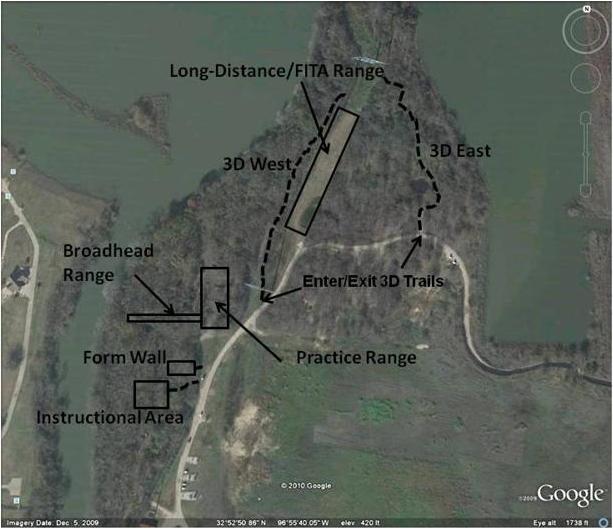 N
Long-Distance/FITA Range
3D West
3D East
Broadhead
Range
Enter/Exit 3D Trails
Form Wall
Practice Range
Instructional Area
© 2010 Google
©2009 Google
Imagery Date: Dec 5, 2009
32°52'50.86" N 96°55'40.05" W elev 420 ft
Eye alt 1738 ft